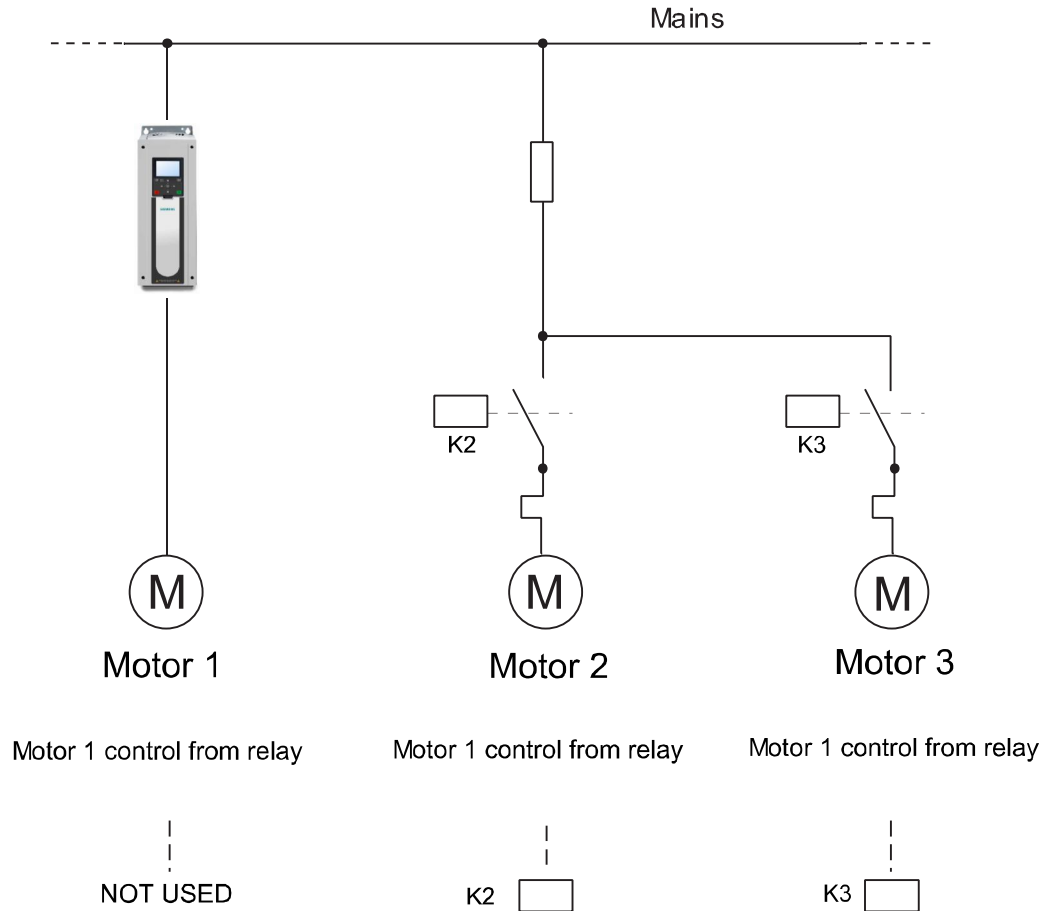 Mains
K2
K3
M
M
M
Motor 1
Motor 2
Motor 3
Motor 1 control from relay
Motor 1 control from relay
Motor 1 control from relay
NOT USED
K2
K3